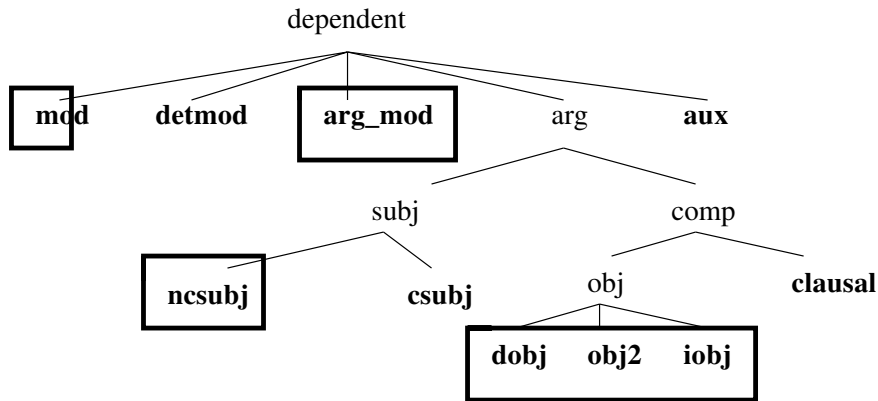 dependent
mod detmod arg_mod arg aux
subj comp
ncsubj csubj obj clausal
dobj obj2 iobj